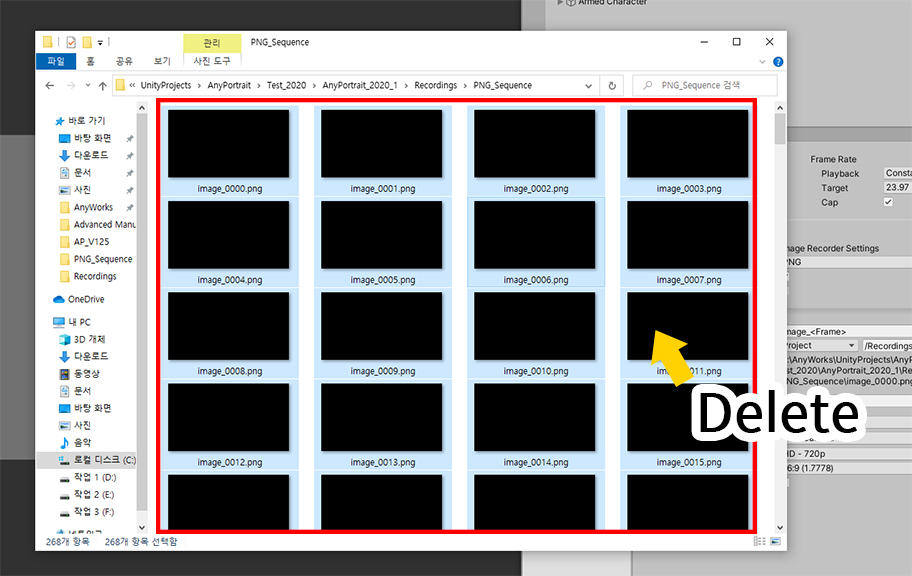 Armed Character
관리
PNG_Sequence
파일
홈
공유
보기
사진 도구
« UnityProjects > AnyPortrait > Test_2020 > AnyPortrait_2020_1 > Recordings > PNG_Sequence
PNG_Sequence 검색
바로 가기
바탕 화면
다운로드
문서
사진
AnyWorks
Advanced Manu
AP_V125
PNG_Sequence
Recordings
OneDrive
내 PC
3D 개체
다운로드
동영상
문서
바탕 화면
사진
음악
로컬 디스크 (C:)
작업 1 (D:)
작업 2 (E:)
작업 3 (F:)
image_0000.png
image_0001.png
image_0002.png
image_0003.png
image_0004.png
image_0005.png
image_0006.png
image_0007.png
image_0008.png
image_0009.png
image_0010.png
011.png
image_0012.png
image_0013.png
image_0014.png
image_0015.png
Delete
268개 항목
268개 항목 선택함
Frame Rate
Playback
Consta
Target
23.97
Cap
mage Recorder Settings
PNG
mage_<Frame>
roject
/Recordings
:\AnyWorks\UnityProjects\AnyP
est_2020\AnyPortrait_2020_1\Re
NG_Sequence\image_0000.png
HD - 720p
6:9 (1.7778)